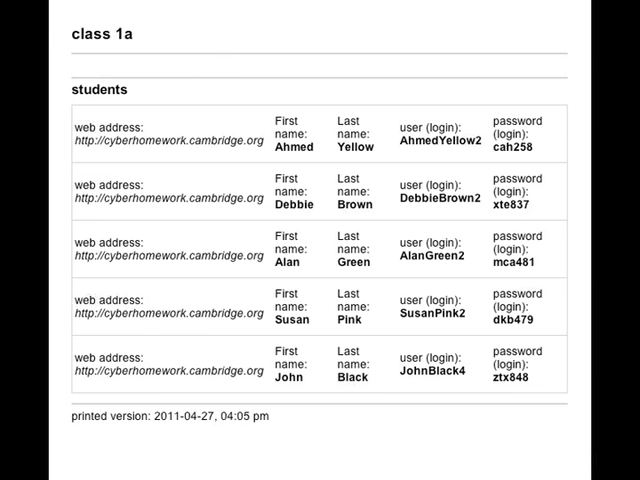 class 1a
students
web address:
http://cyberhomework.cambridge.org
First
name:
Ahmed
Last
name:
Yellow
user (login):
AhmedYellow2
password
(login):
cah258
web address:
http://cyberhomework.cambridge.org
First
name:
Debbie
Last
name:
Brown
user (login):
DebbieBrown2
password
(login):
xte837
web address:
http://cyberhomework.cambridge.org
First
name:
Alan
Last
name:
Green
user (login):
AlanGreen2
password
(login):
mca481
web address:
http://cyberhomework.cambridge.org
First
name:
Susan
Last
name:
Pink
user (login):
SusanPink2
password
(login):
dkb479
web address:
http://cyberhomework.cambridge.org
First
name:
John
Last
name:
Black
user (login):
JohnBlack4
password
(login):
ztx848
printed version: 2011-04-27, 04:05 pm